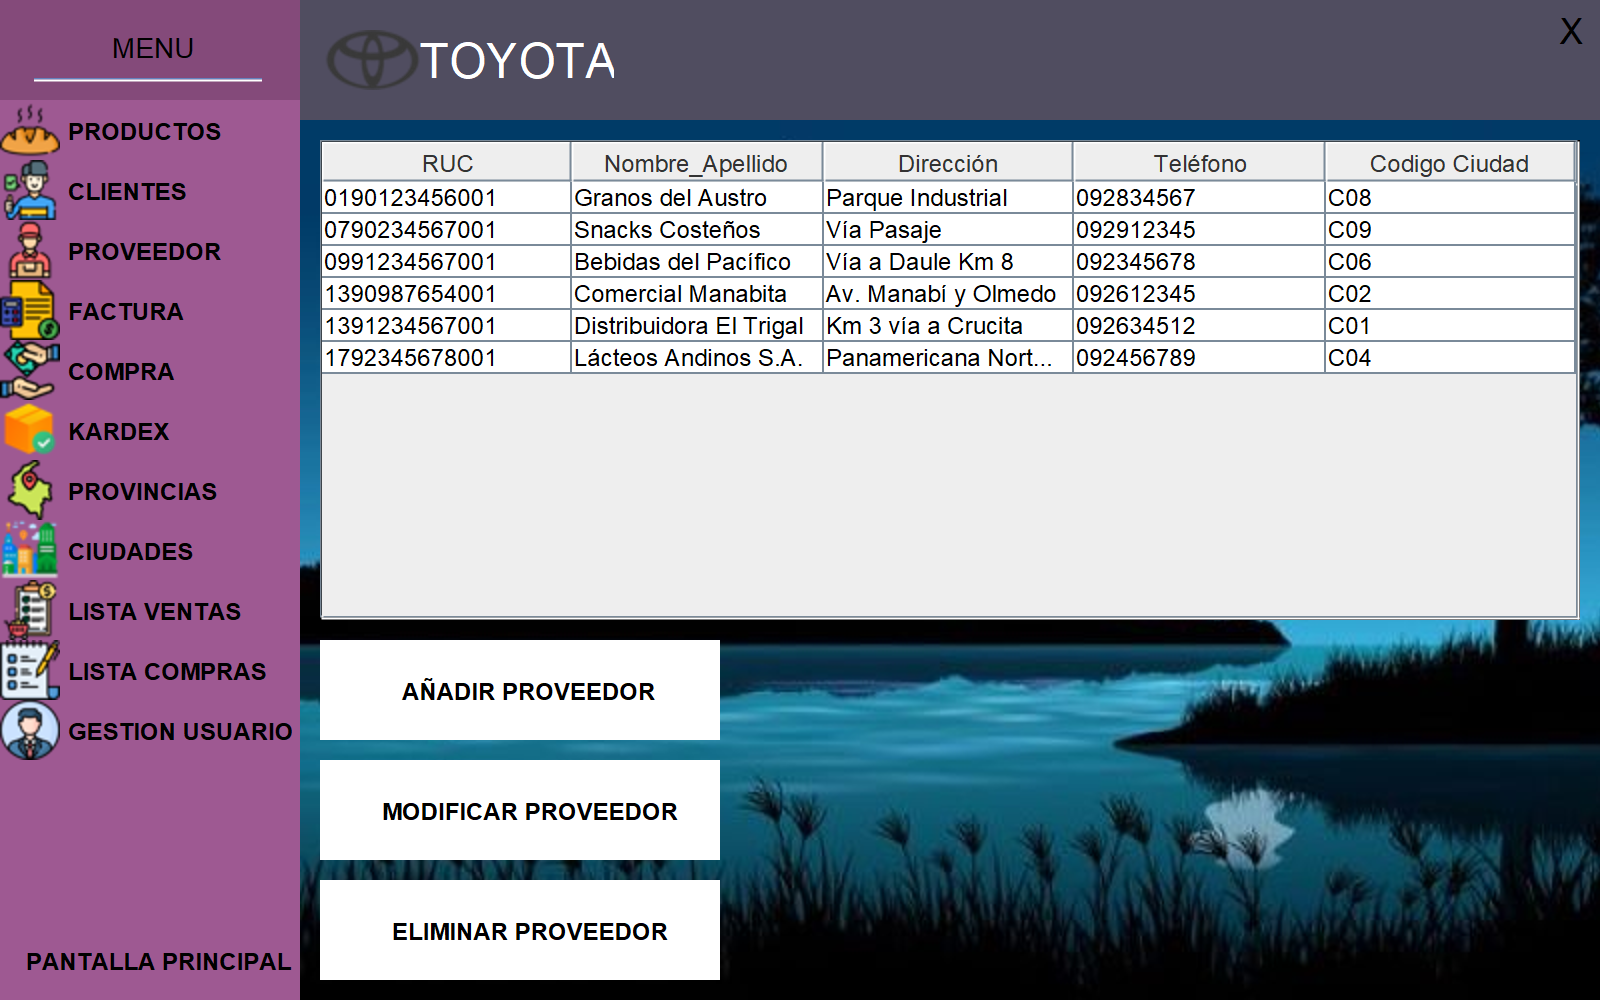 MENU
TOYOTA
X
PRODUCTOS
CLIENTES
PROVEEDOR
FACTURA
COMPRA
KARDEX
PROVINCIAS
CIUDADES
LISTA VENTAS
LISTA COMPRAS
GESTION USUARIO
PANTALLA PRINCIPAL
RUC Nombre_Apellido Dirección Teléfono Codigo Ciudad
0190123456001 Granos del Austro Parque Industrial 092834567 C08
0790234567001 Snacks Costeños Vía Pasaje 092912345 C09
0991234567001 Bebidas del Pacífico Vía a Daule Km 8 092345678 C06
1390987654001 Comercial Manabita Av. Manabí y Olmedo 092612345 C02
1391234567001 Distribuidora El Trigal Km 3 vía a Crucita 092634512 C01
1792345678001 Lácteos Andinos S.A. Panamericana Nort... 092456789 C04
AÑADIR PROVEEDOR
MODIFICAR PROVEEDOR
ELIMINAR PROVEEDOR